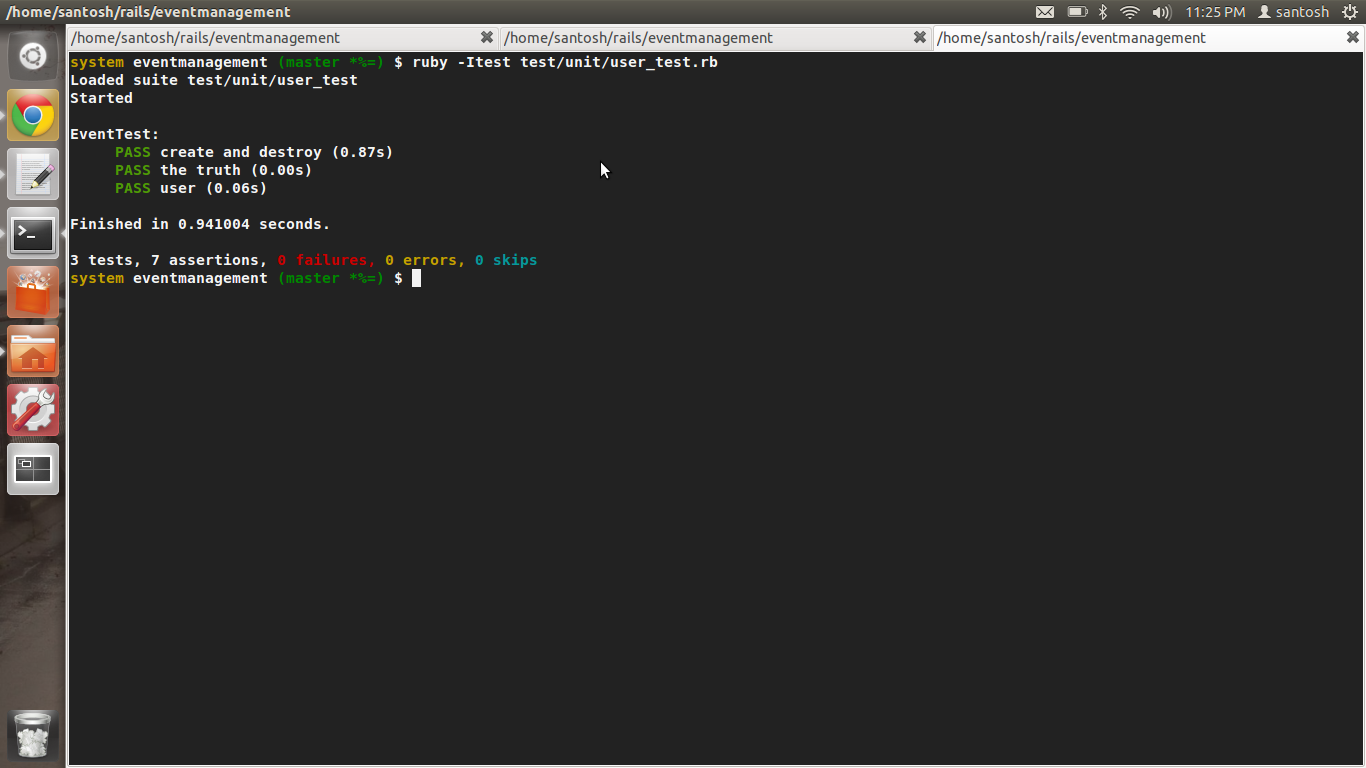 /home/santosh/rails/eventmanagement
11:25 PM santosh
/home/santosh/rails/eventmanagement
/home/santosh/rails/eventmanagement
/home/santosh/rails/eventmanagement
system eventmanagement (master *%=) $ ruby -Itest test/unit/user_test.rb
Loaded suite test/unit/user_test
Started
EventTest:
PASS create and destroy (0.87s)
PASS the truth (0.00s)
PASS user (0.06s)
Finished in 0.941004 seconds.
3 tests, 7 assertions, 0 failures, 0 errors, 0 skips
system eventmanagement (master *%=) $